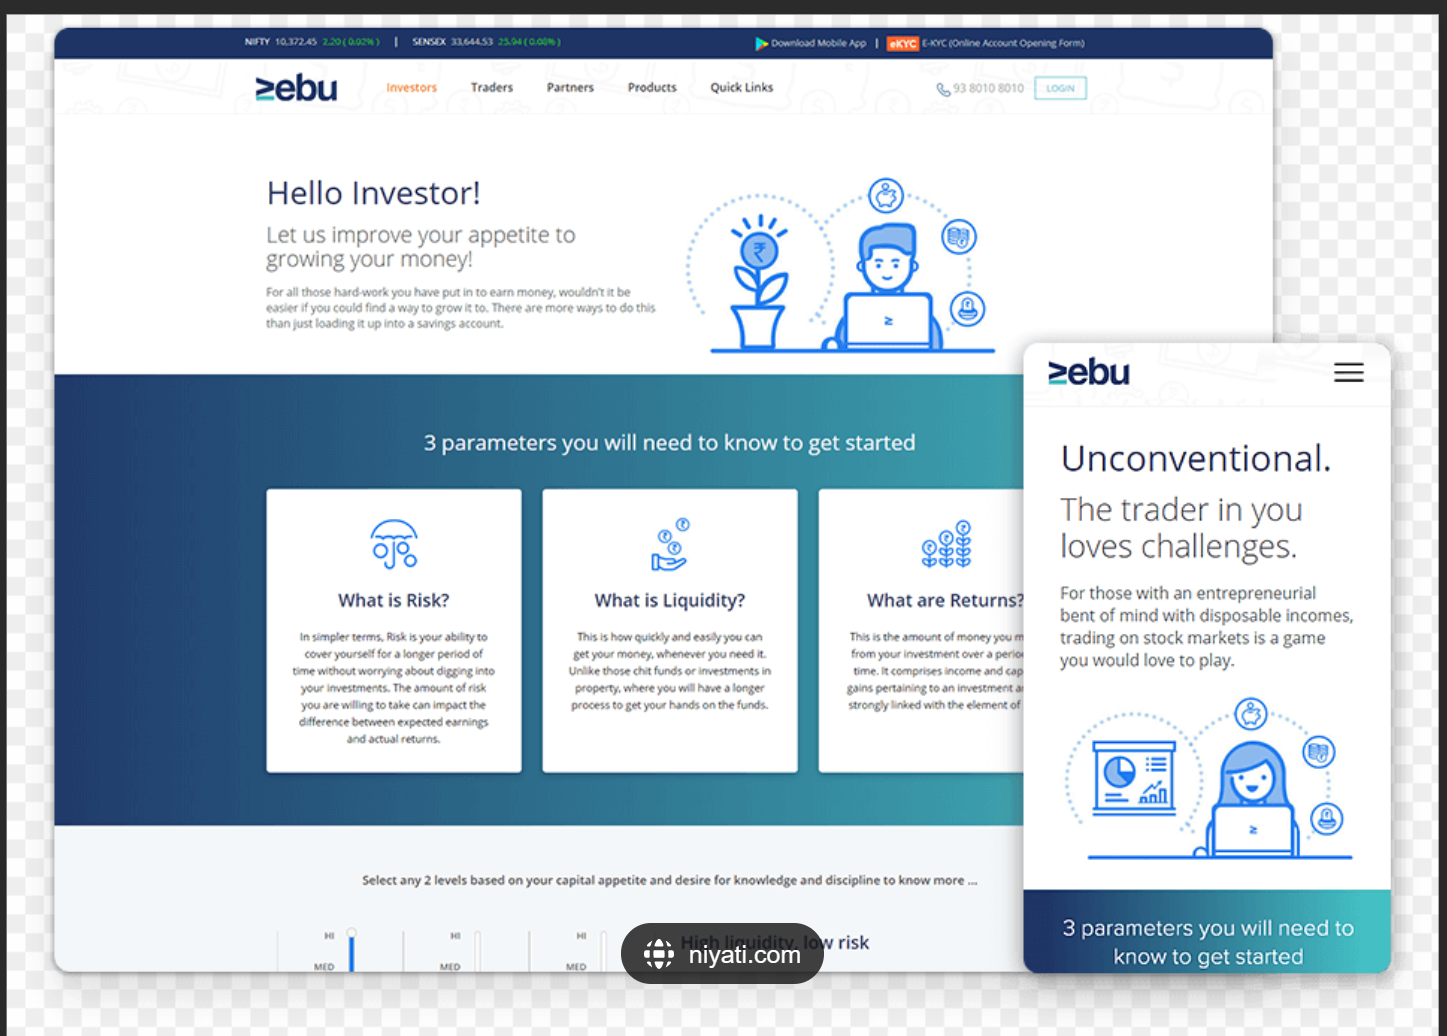 NIFTY 10,372.45 2.20 ( 0.02% ) | SENSEX 33,644.53 25.94 ( 0.08% )
Download Mobile App | eKYC E-KYC (Online Account Opening Form)
zebu
Investors Traders Partners Products Quick Links
93 8010 8010 LOGIN
Hello Investor!
Let us improve your appetite to
growing your money!
For all those hard-work you have put in to earn money, wouldn't it be
easier if you could find a way to grow it to. There are more ways to do this
than just loading it up into a savings account.
3 parameters you will need to know to get started
What is Risk?
In simpler terms, Risk is your ability to
cover yourself for a longer period of
time without worrying about digging into
your investments. The amount of risk
you are willing to take can impact the
difference between expected earnings
and actual returns.
What is Liquidity?
This is how quickly and easily you can
get your money, whenever you need it.
Unlike those chit funds or investments in
property, where you will have a longer
process to get your hands on the funds.
What are Returns?
This is the amount of money you m
from your investment over a perio
time. It comprises income and cap
gains pertaining to an investment a
strongly linked with the element of
Select any 2 levels based on your capital appetite and desire for knowledge and discipline to know more ...
HI
MED
HI
MED
HI
MED
High liquidity, low risk
niyati.com
zebu
Unconventional.
The trader in you
loves challenges.
For those with an entrepreneurial
bent of mind with disposable incomes,
trading on stock markets is a game
you would love to play.
3 parameters you will need to
know to get started